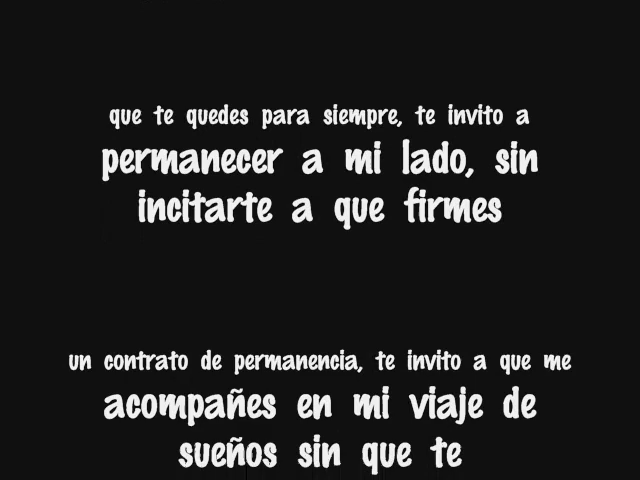 que te quedes para siempre, te invito a
permanecer a mi lado, sin
incitarte a que firmes
un contrato de permanencia, te invito a que me
acompañes en mi viaje de
sueños sin que te